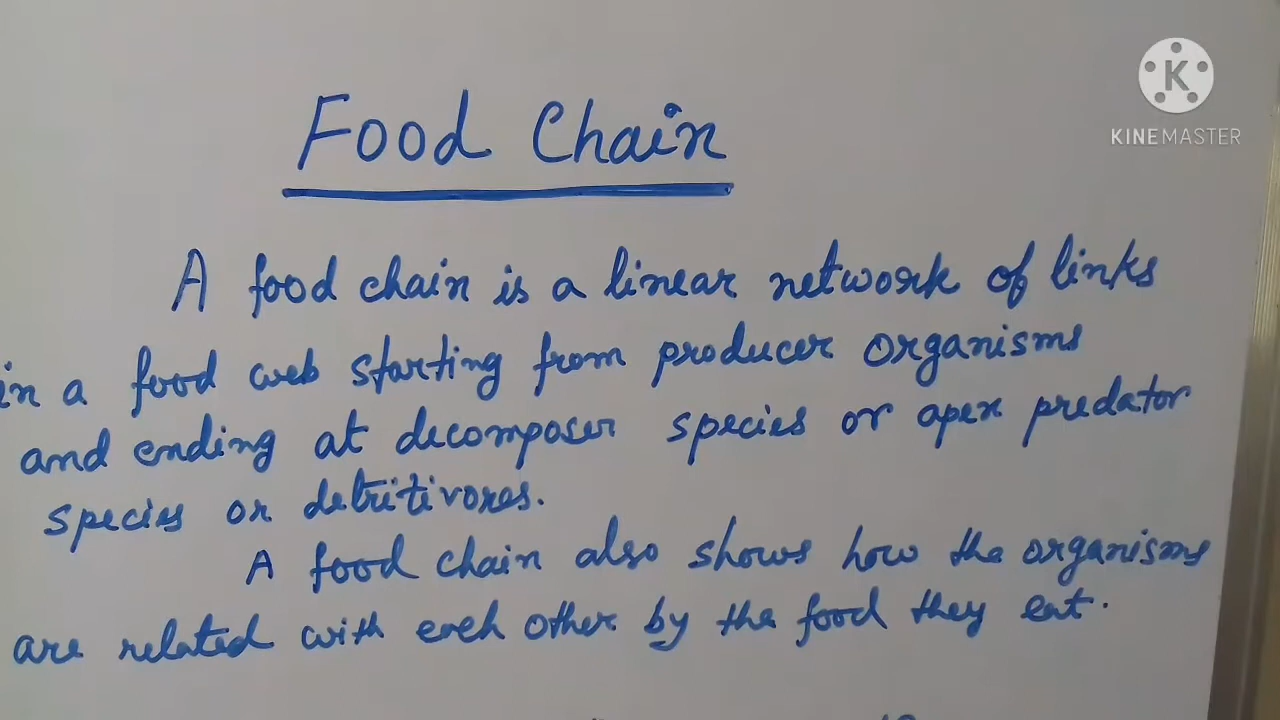 Food Chain
K
KINEMASTER
A food chain is a linear network of links
in a food web starting from producer organisms
and ending at decomposer species or apex predator
species or detritivores.
A food chain also shows how the organisms
are related with each other by the food they eat.